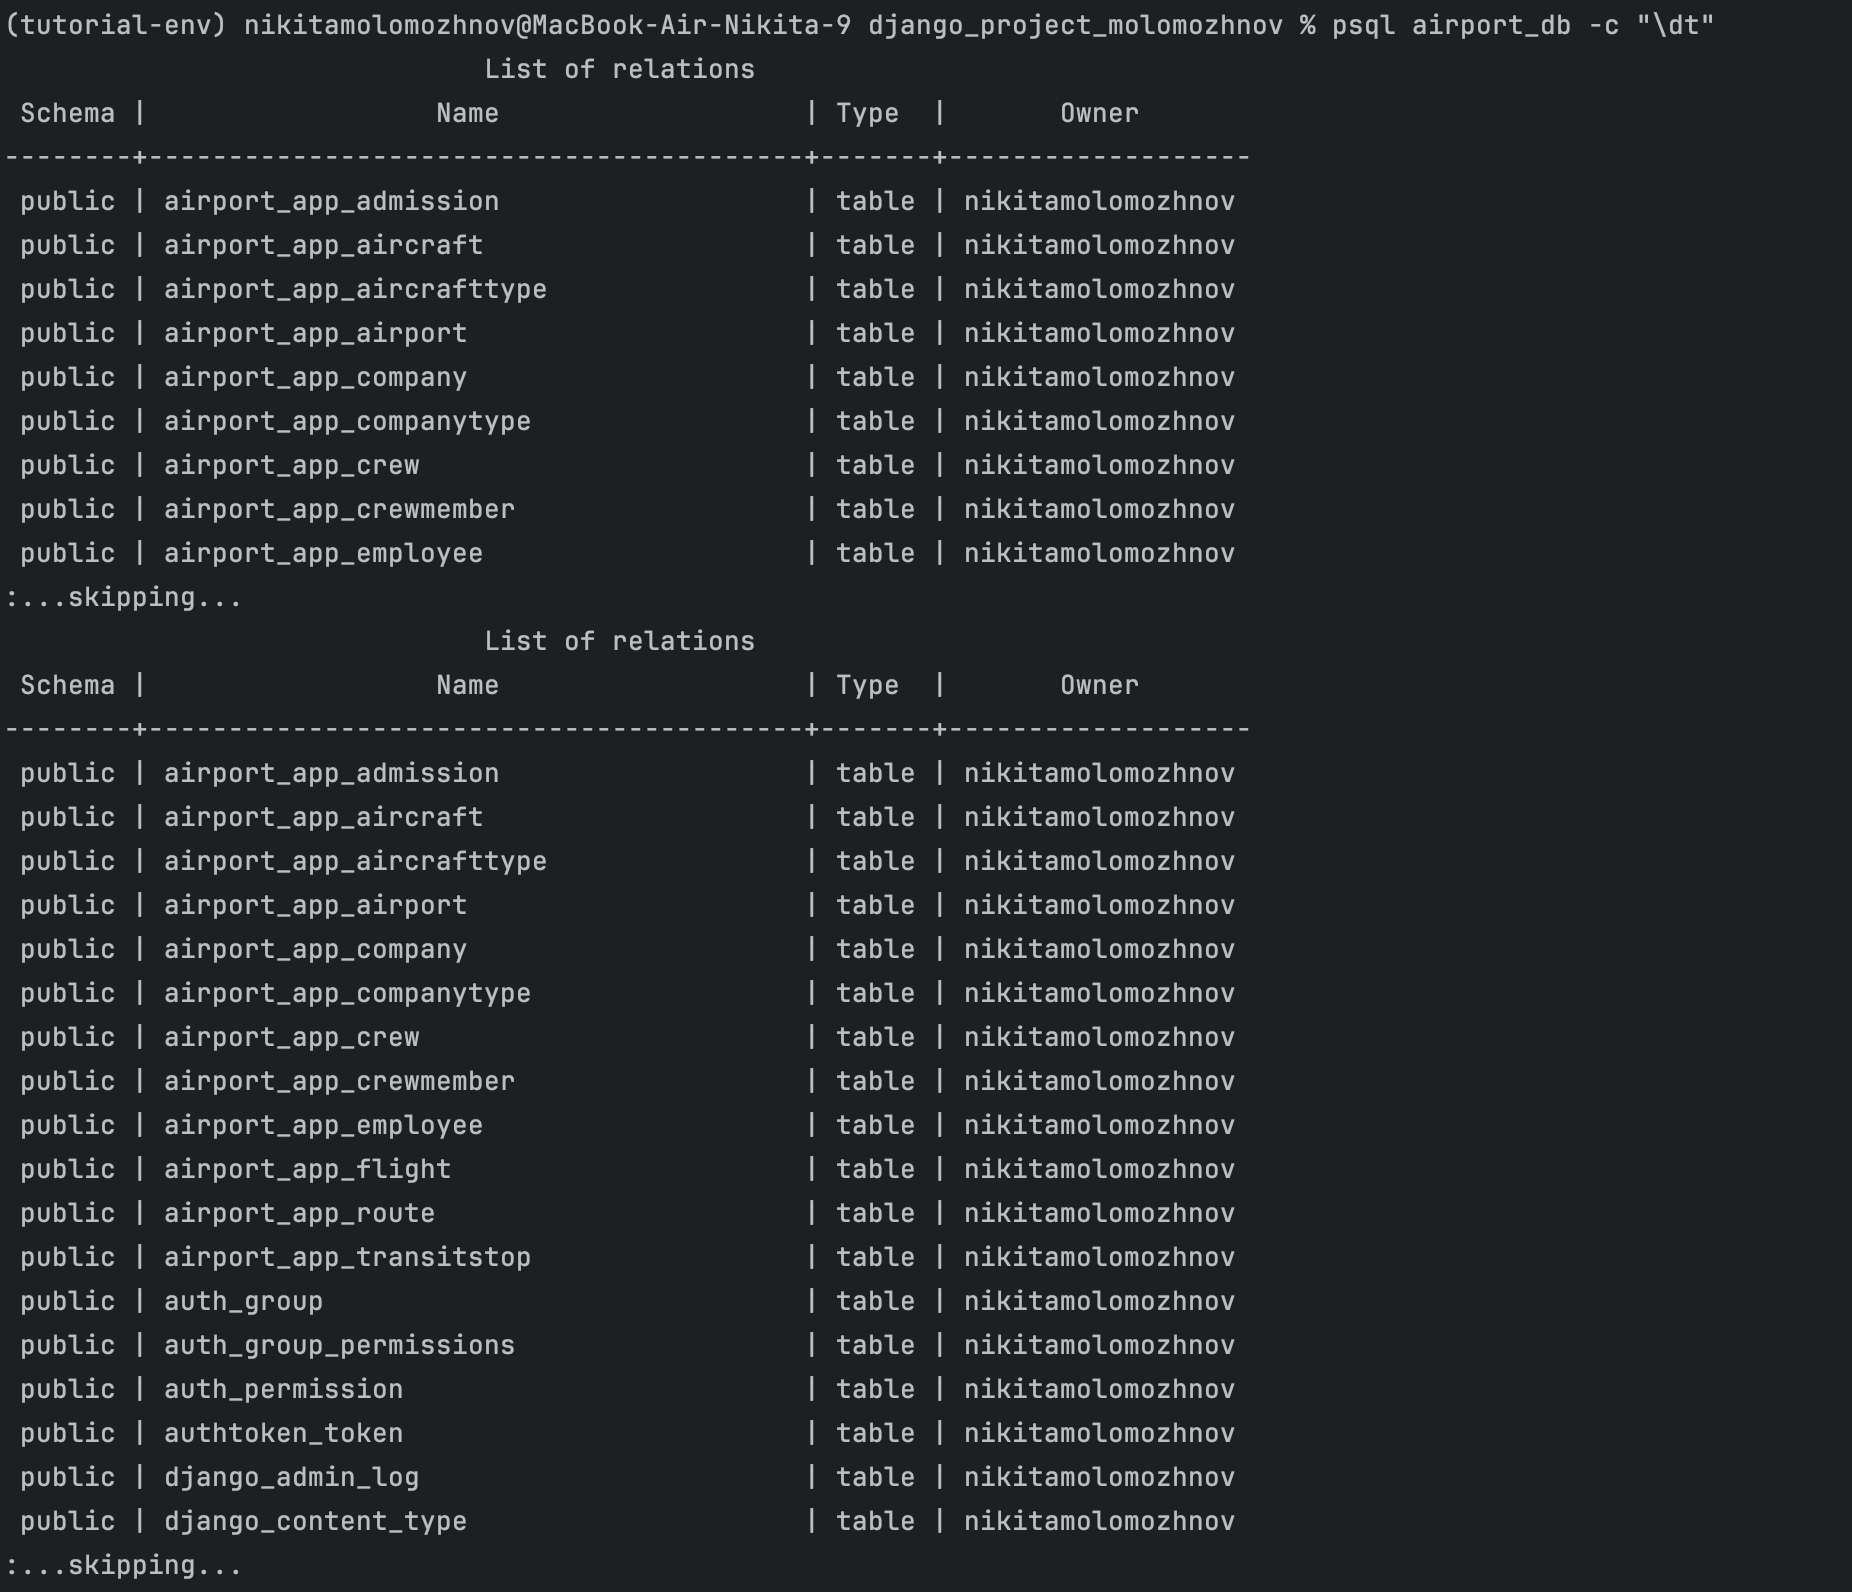 (tutorial-env) nikitamolomozhnov@MacBook-Air-Nikita-9 django_project_molomozhnov % psql airport_db -c "\dt"
                              List of relations
 Schema |                  Name                   | Type  |       Owner
--------+-----------------------------------------+-------+-------------------
 public | airport_app_admission                   | table | nikitamolomozhnov
 public | airport_app_aircraft                    | table | nikitamolomozhnov
 public | airport_app_aircrafttype                | table | nikitamolomozhnov
 public | airport_app_airport                     | table | nikitamolomozhnov
 public | airport_app_company                     | table | nikitamolomozhnov
 public | airport_app_companytype                 | table | nikitamolomozhnov
 public | airport_app_crew                        | table | nikitamolomozhnov
 public | airport_app_crewmember                  | table | nikitamolomozhnov
 public | airport_app_employee                    | table | nikitamolomozhnov
:...skipping...
                              List of relations
 Schema |                  Name                   | Type  |       Owner
--------+-----------------------------------------+-------+-------------------
 public | airport_app_admission                   | table | nikitamolomozhnov
 public | airport_app_aircraft                    | table | nikitamolomozhnov
 public | airport_app_aircrafttype                | table | nikitamolomozhnov
 public | airport_app_airport                     | table | nikitamolomozhnov
 public | airport_app_company                     | table | nikitamolomozhnov
 public | airport_app_companytype                 | table | nikitamolomozhnov
 public | airport_app_crew                        | table | nikitamolomozhnov
 public | airport_app_crewmember                  | table | nikitamolomozhnov
 public | airport_app_employee                    | table | nikitamolomozhnov
 public | airport_app_flight                      | table | nikitamolomozhnov
 public | airport_app_route                       | table | nikitamolomozhnov
 public | airport_app_transitstop                 | table | nikitamolomozhnov
 public | auth_group                              | table | nikitamolomozhnov
 public | auth_group_permissions                  | table | nikitamolomozhnov
 public | auth_permission                         | table | nikitamolomozhnov
 public | authtoken_token                         | table | nikitamolomozhnov
 public | django_admin_log                        | table | nikitamolomozhnov
 public | django_content_type                     | table | nikitamolomozhnov
:...skipping...